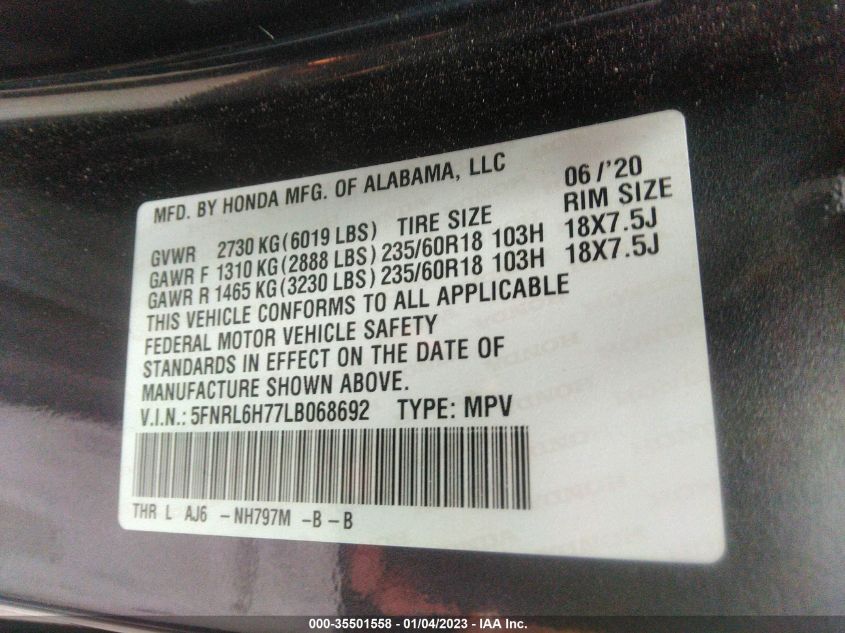 MFD. BY HONDA MFG. OF ALABAMA, LLC 06/'20
GVWR 2730 KG(6019 LBS) TIRE SIZE RIM SIZE
GAWR F 1310 KG(2888 LBS) 235/60R18 103H 18X7.5J
GAWR R 1465 KG(3230 LBS) 235/60R18 103H 18X7.5J
THIS VEHICLE CONFORMS TO ALL APPLICABLE
FEDERAL MOTOR VEHICLE SAFETY
STANDARDS IN EFFECT ON THE DATE OF
MANUFACTURE SHOWN ABOVE.
V.I.N.: 5FNRL6H77LB068692 TYPE: MPV
THR L AJ6 -NH797M -B-B
000-35501558 - 01/04/2023 - IAA Inc.